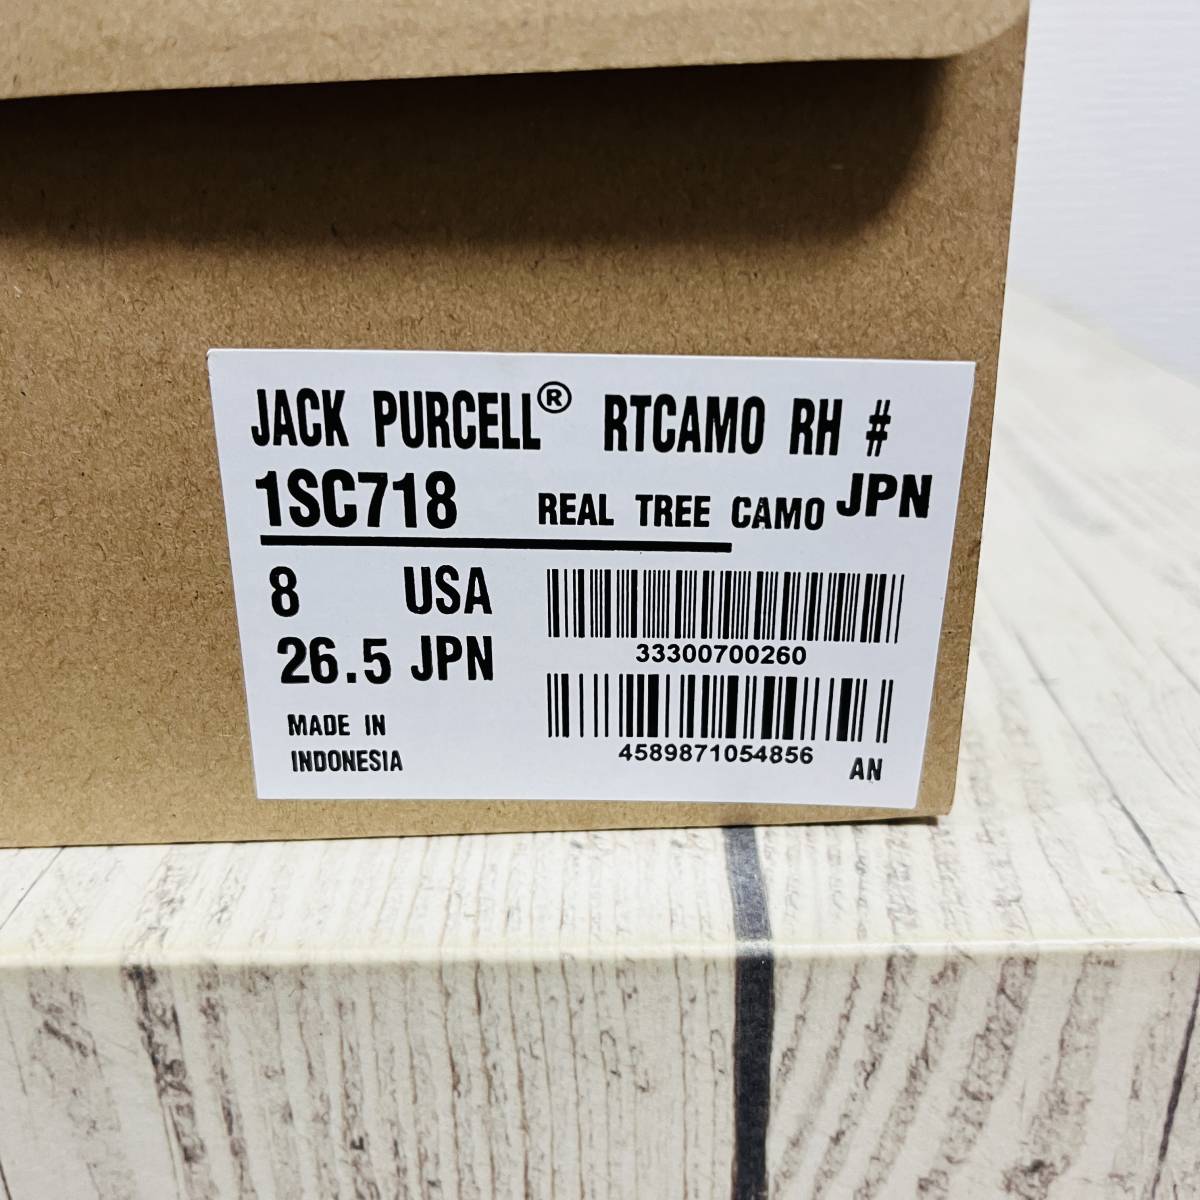 JACK PURCELL® RTCAMO RH #
1SC718 REAL TREE CAMO JPN
8 USA
26.5 JPN
33300700260
MADE IN
INDONESIA
4589871054856
AN